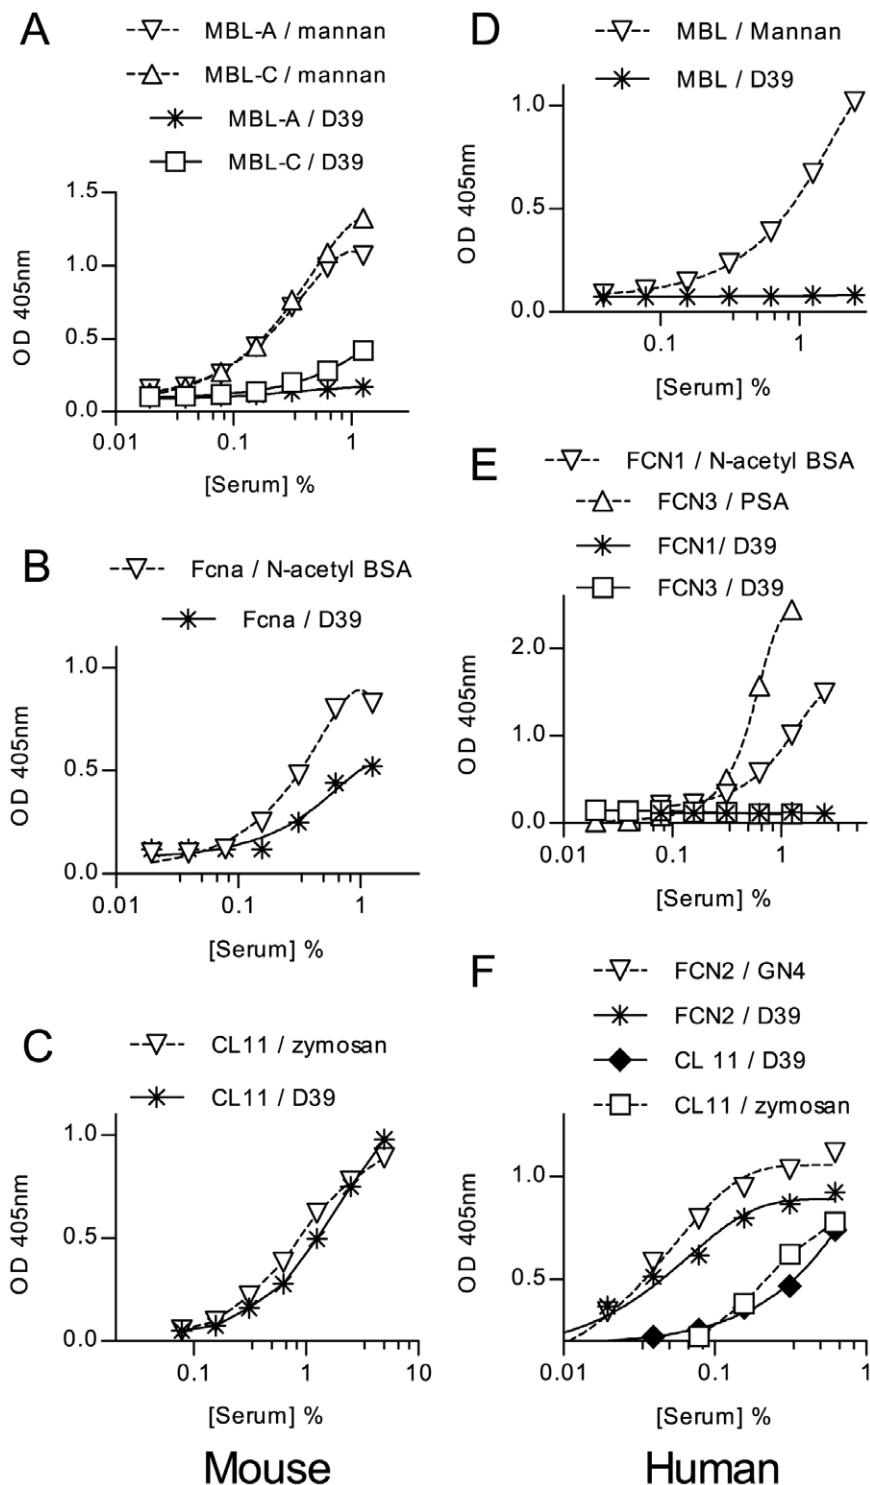 A
MBL-A / mannan
MBL-C / mannan
MBL-A / D39
MBL-C / D39
1.5
1.0
0.5
0.0
OD 405nm
0.01
0.1
1
[Serum] %
B
Fcna / N-acetyl BSA
Fcna / D39
1.0
0.5
0.0
OD 405nm
0.01
0.1
1
[Serum] %
C
CL11 / zymosan
CL11 / D39
1.0
0.5
0.0
OD 405nm
0.1
1
10
[Serum] %
Mouse
D
MBL / Mannan
MBL / D39
1.0
0.5
0.0
OD 405nm
0.1
1
[Serum] %
E
FCN1 / N-acetyl BSA
FCN3 / PSA
FCN1/ D39
FCN3 / D39
2.0
1.0
0.0
OD 405nm
0.01
0.1
1
[Serum] %
F
FCN2 / GN4
FCN2 / D39
CL 11 / D39
CL11 / zymosan
1.0
0.5
OD 405nm
0.01
0.1
1
[Serum] %
Human